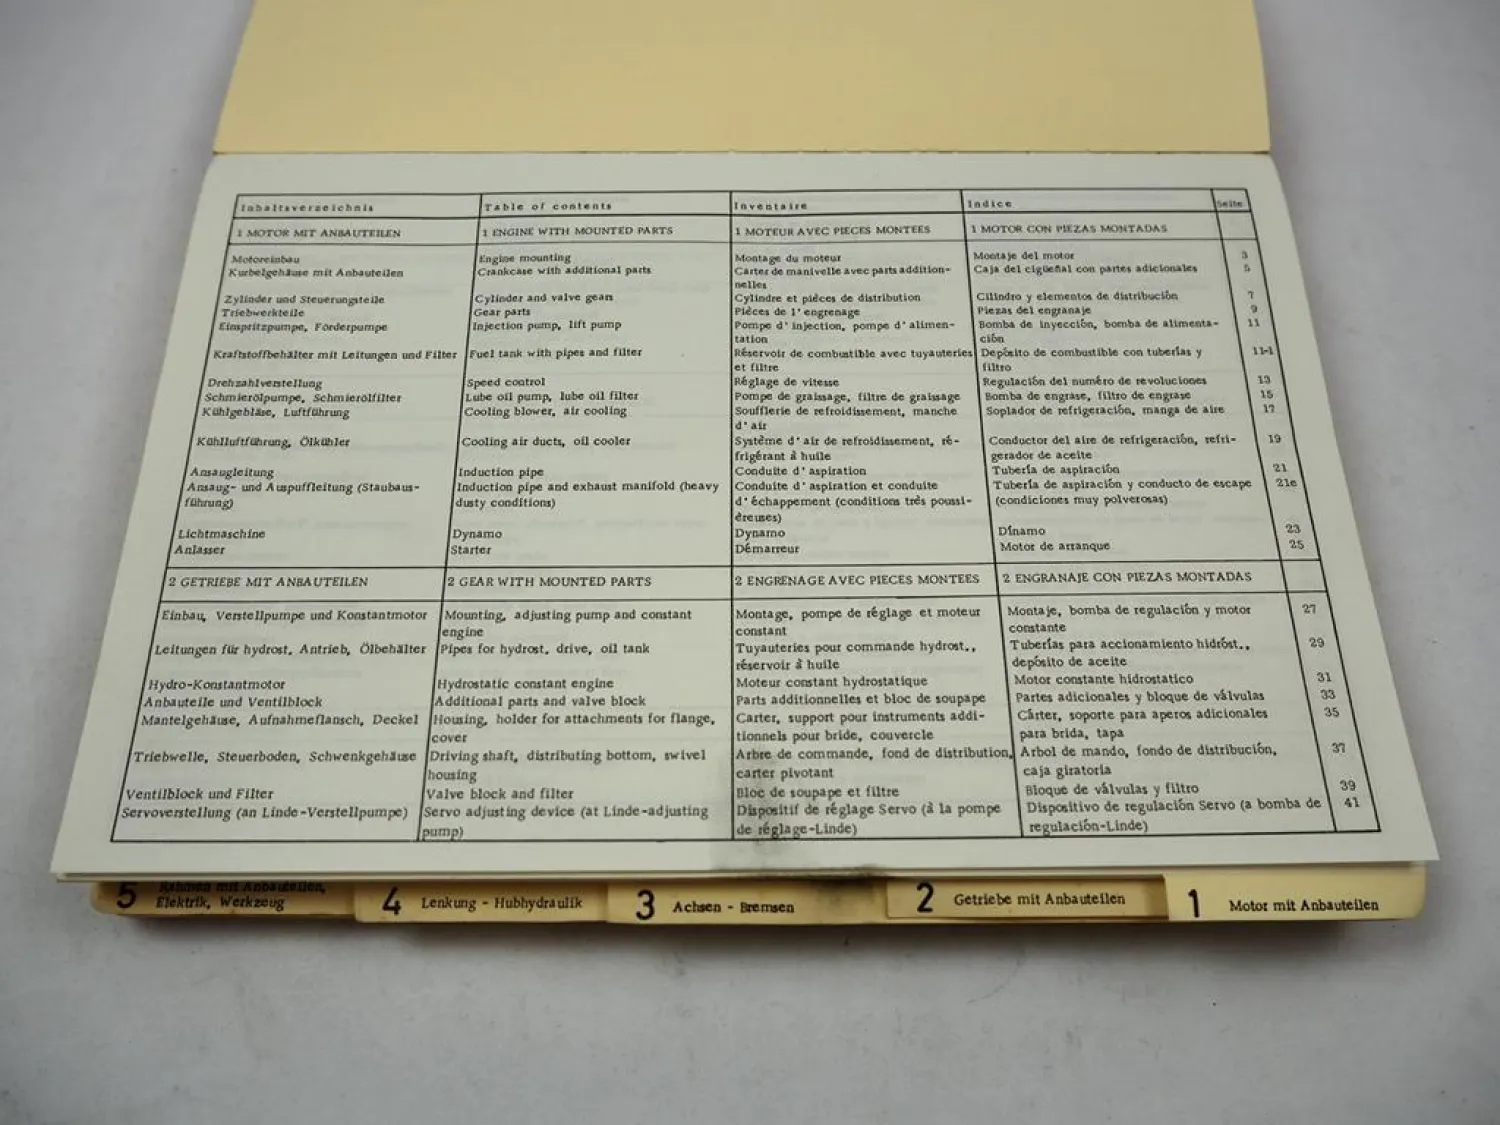 Inhaltsverzeichnis Table of contents Inventaire Indice Seite
1 MOTOR MIT ANBAUTEILEN 1 ENGINE WITH MOUNTED PARTS 1 MOTEUR AVEC PIECES MONTEES 1 MOTOR CON PIEZAS MONTADAS
Motoreinbau Engine mounting Montage du moteur Montaje del motor 3
Kurbelgehäuse mit Anbauteilen Crankcase with additional parts Carter de manivelle avec parts addition- Caja del cigüeñal con partes adicionales 5
nelles
Zylinder und Steuerungsteile Cylinder and valve gears Cylindre et pièces de distribution Cilindro y elementos de distribución 7
Triebwerkteile Gear parts Pièces de l'engrenage Piezas del engranaje 9
Einspritzpumpe, Förderpumpe Injection pump, lift pump Pompe d'injection, pompe d'alimen- Bomba de inyección, bomba de alimenta- 11
tation ción
Kraftstoffbehälter mit Leitungen und Filter Fuel tank with pipes and filter Réservoir de combustible avec tuyauteries Depósito de combustible con tuberías y 11-1
et filtre filtro
Drehzahlverstellung Speed control Réglage de vitesse Regulación del numéro de revoluciones 13
Schmierölpumpe, Schmierölfilter Lube oil pump, lube oil filter Pompe de graissage, filtre de graissage Bomba de engrase, filtro de engrase 15
Kühlgebläse, Luftführung Cooling blower, air cooling Soufflerie de refroidissement, manche Soplador de refrigeración, manga de aire 17
d'air
Kühlluftführung, Ölkühler Cooling air ducts, oil cooler Système d'air de refroidissement, ré- Conductor del aire de refrigeración, refri- 19
frigérant à huile gerador de aceite
Ansaugleitung Induction pipe Conduite d'aspiration Tubería de aspiración 21
Ansaug- und Auspuffleitung (Staubaus- Induction pipe and exhaust manifold (heavy Conduite d'aspiration et conduite Tubería de aspiración y conducto de escape 21e
führung) dusty conditions) d'échappement (conditions très poussi- (condiciones muy polverosas)
èreuses)
Lichtmaschine Dynamo Dynamo Dínamo 23
Anlasser Starter Démarreur Motor de arranque 25
2 GETRIEBE MIT ANBAUTEILEN 2 GEAR WITH MOUNTED PARTS 2 ENGRENAGE AVEC PIECES MONTEES 2 ENGRANAJE CON PIEZAS MONTADAS
Einbau, Verstellpumpe und Konstantmotor Mounting, adjusting pump and constant Montage, pompe de réglage et moteur Montaje, bomba de regulación y motor 27
engine constant constante
Leitungen für hydrost. Antrieb, Ölbehälter Pipes for hydrost. drive, oil tank Tuyauteries pour commande hydrost., Tuberías para accionamiento hidróst., 29
réservoir à huile depósito de aceite
Hydro-Konstantmotor Hydrostatic constant engine Moteur constant hydrostatique Motor constante hidrostatico 31
Anbauteile und Ventilblock Additional parts and valve block Parts additionnelles et bloc de soupape Partes adicionales y bloque de válvulas 33
Mantelgehäuse, Aufnahmeflansch, Deckel Housing, holder for attachments for flange, Carter, support pour instruments addi- Cárter, soporte para aperos adicionales 35
cover tionnels pour bride, couvercle para brida, tapa
Triebwelle, Steuerboden, Schwenkgehäuse Driving shaft, distributing bottom, swivel Arbre de commande, fond de distribution, Arbol de mando, fondo de distribución, 37
housing carter pivotant caja giratoria
Ventilblock und Filter Valve block and filter Bloc de soupape et filtre Bloque de válvulas y filtro 39
Servoverstellung (an Linde-Verstellpumpe) Servo adjusting device (at Linde-adjusting Dispositif de réglage Servo (à la pompe Dispositivo de regulación Servo (a bomba de 41
pump) de réglage-Linde) regulación-Linde)
5 Rahmen mit Anbauteilen,
Elektrik, Werkzeug
4 Lenkung - Hubhydraulik
3 Achsen - Bremsen
2 Getriebe mit Anbauteilen
1 Motor mit Anbauteilen